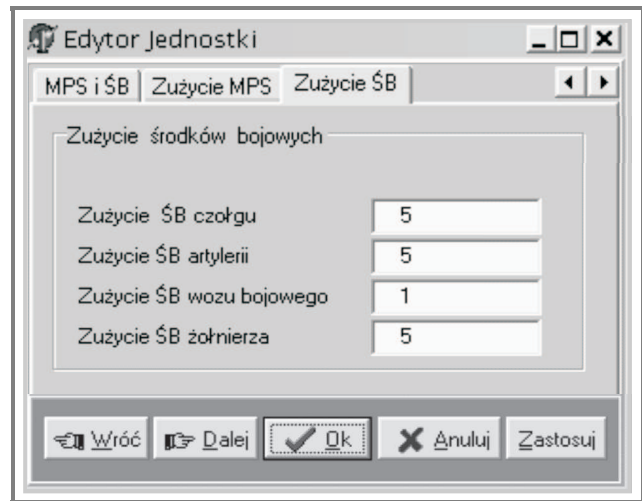 Edytor Jednostki
MPS i ŚB Zużycie MPS Zużycie ŚB
Zużycie środków bojowych
Zużycie ŚB czołgu 5
Zużycie ŚB artylerii 5
Zużycie ŚB wozu bojowego 1
Zużycie ŚB żołnierza 5
Wróć Dalej Ok Anuluj Zastosuj